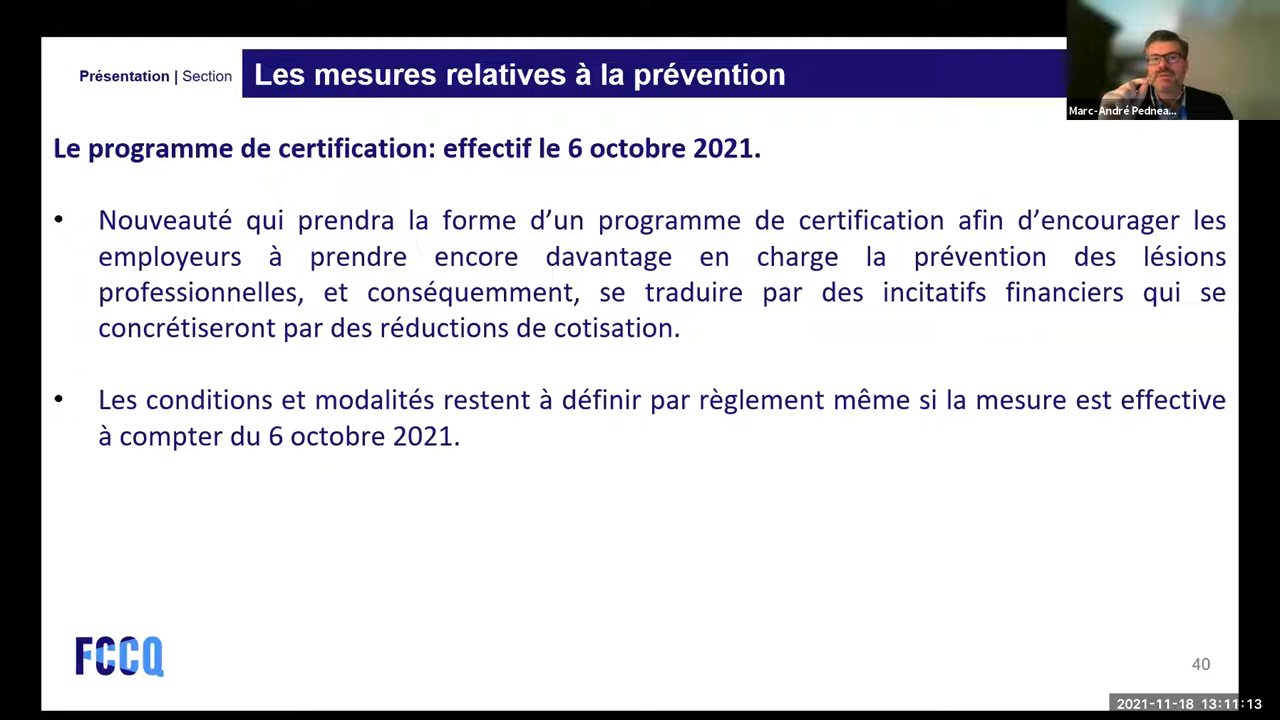 Présentation | Section
Les mesures relatives à la prévention
Marc-André Pednea...
Le programme de certification: effectif le 6 octobre 2021.
• Nouveauté qui prendra la forme d’un programme de certification afin d’encourager les
employeurs à prendre encore davantage en charge la prévention des lésions
professionnelles, et conséquemment, se traduire par des incitatifs financiers qui se
concrétiseront par des réductions de cotisation.
• Les conditions et modalités restent à définir par règlement même si la mesure est effective
à compter du 6 octobre 2021.
FCCQ
40
2021-11-18 13:11:13